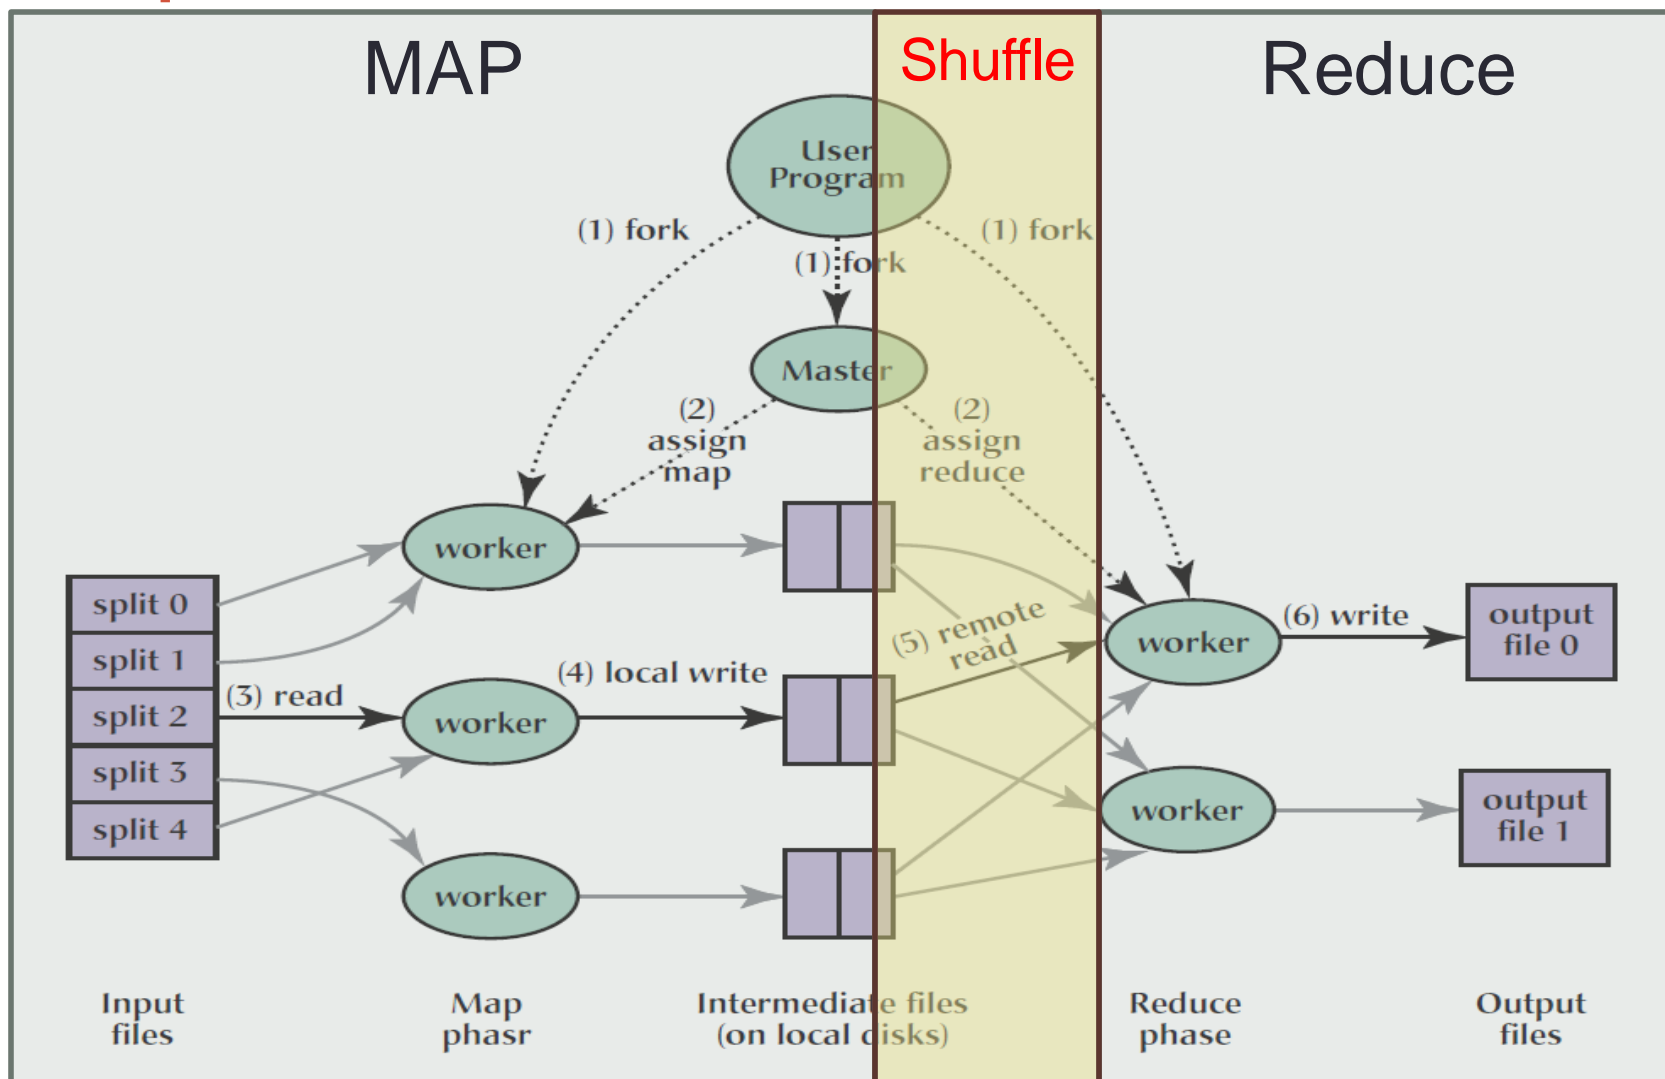 MAP
Shuffle
Reduce
User
Program
(1) fork
(1) fork
(1) fork
Master
(2)
assign
map
(2)
assign
reduce
worker
split 0
split 1
split 2
split 3
split 4
(3) read
worker
(4) local write
worker
(5) remote
read
worker
(6) write
output
file 0
worker
output
file 1
Input
files
Map
phasr
Intermediate files
(on local disks)
Reduce
phase
Output
files